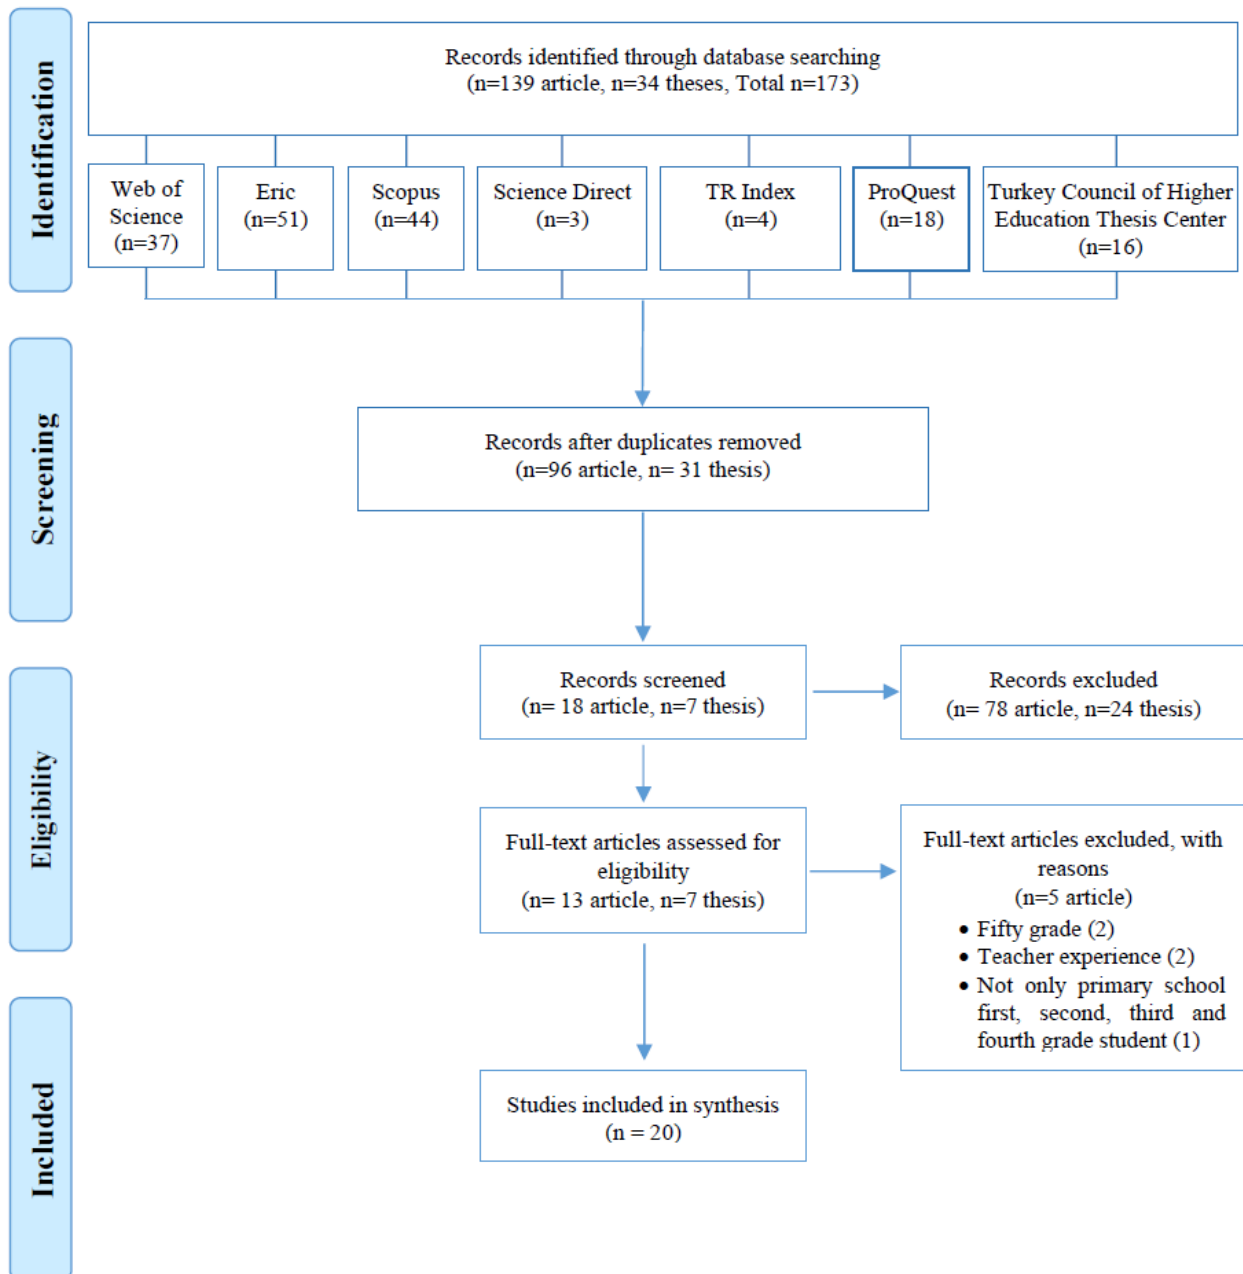 Identification
Records identified through database searching
(n=139 article, n=34 theses, Total n=173)
Web of
Science
(n=37)
Eric
(n=51)
Scopus
(n=44)
Science Direct
(n=3)
TR Index
(n=4)
ProQuest
(n=18)
Turkey Council of Higher
Education Thesis Center
(n=16)
Screening
Records after duplicates removed
(n=96 article, n= 31 thesis)
Eligibility
Records screened
(n= 18 article, n=7 thesis)
Records excluded
(n= 78 article, n=24 thesis)
Full-text articles assessed for
eligibility
(n= 13 article, n=7 thesis)
Full-text articles excluded, with
reasons
(n=5 article)
• Fifty grade (2)
• Teacher experience (2)
• Not only primary school
first, second, third and
fourth grade student (1)
Included
Studies included in synthesis
(n = 20)